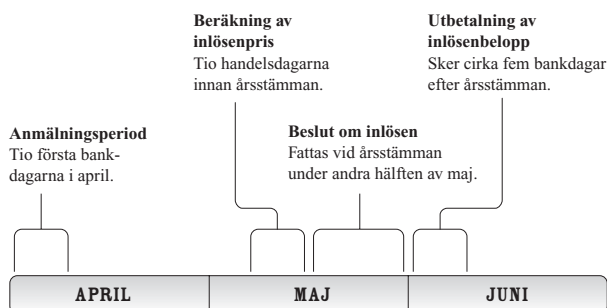 Beräkning av
inlösenpris
Tio handelsdagarna
innan årsstämman.
Utbetalning av
inlösenbelopp
Sker cirka fem bankdagar
efter årsstämman.
Anmälningsperiod
Tio första bank-
dagarna i april.
Beslut om inlösen
Fattas vid årsstämman
under andra hälften av maj.
APRIL
MAJ
JUNI